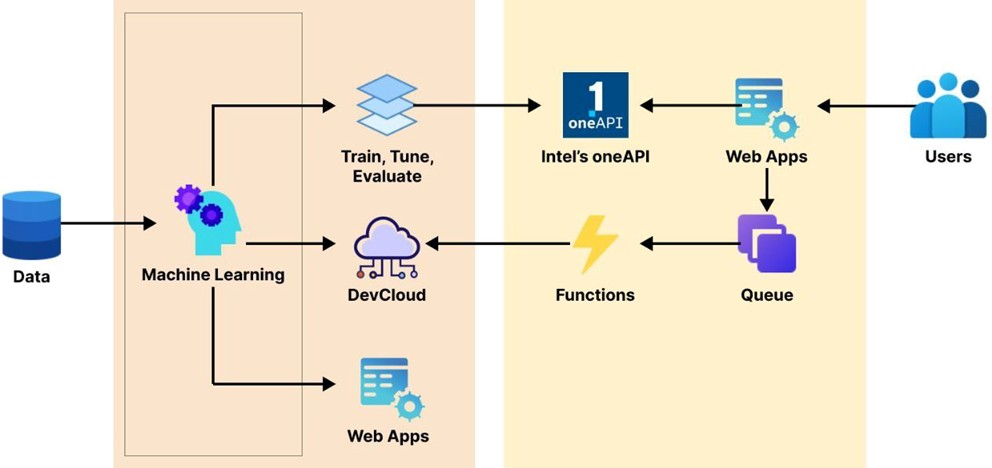 1
oneAPI
Train, Tune,
Evaluate
Intel's oneAPI
Web Apps
Users
Data
Machine Learning
DevCloud
Functions
Queue
Web Apps